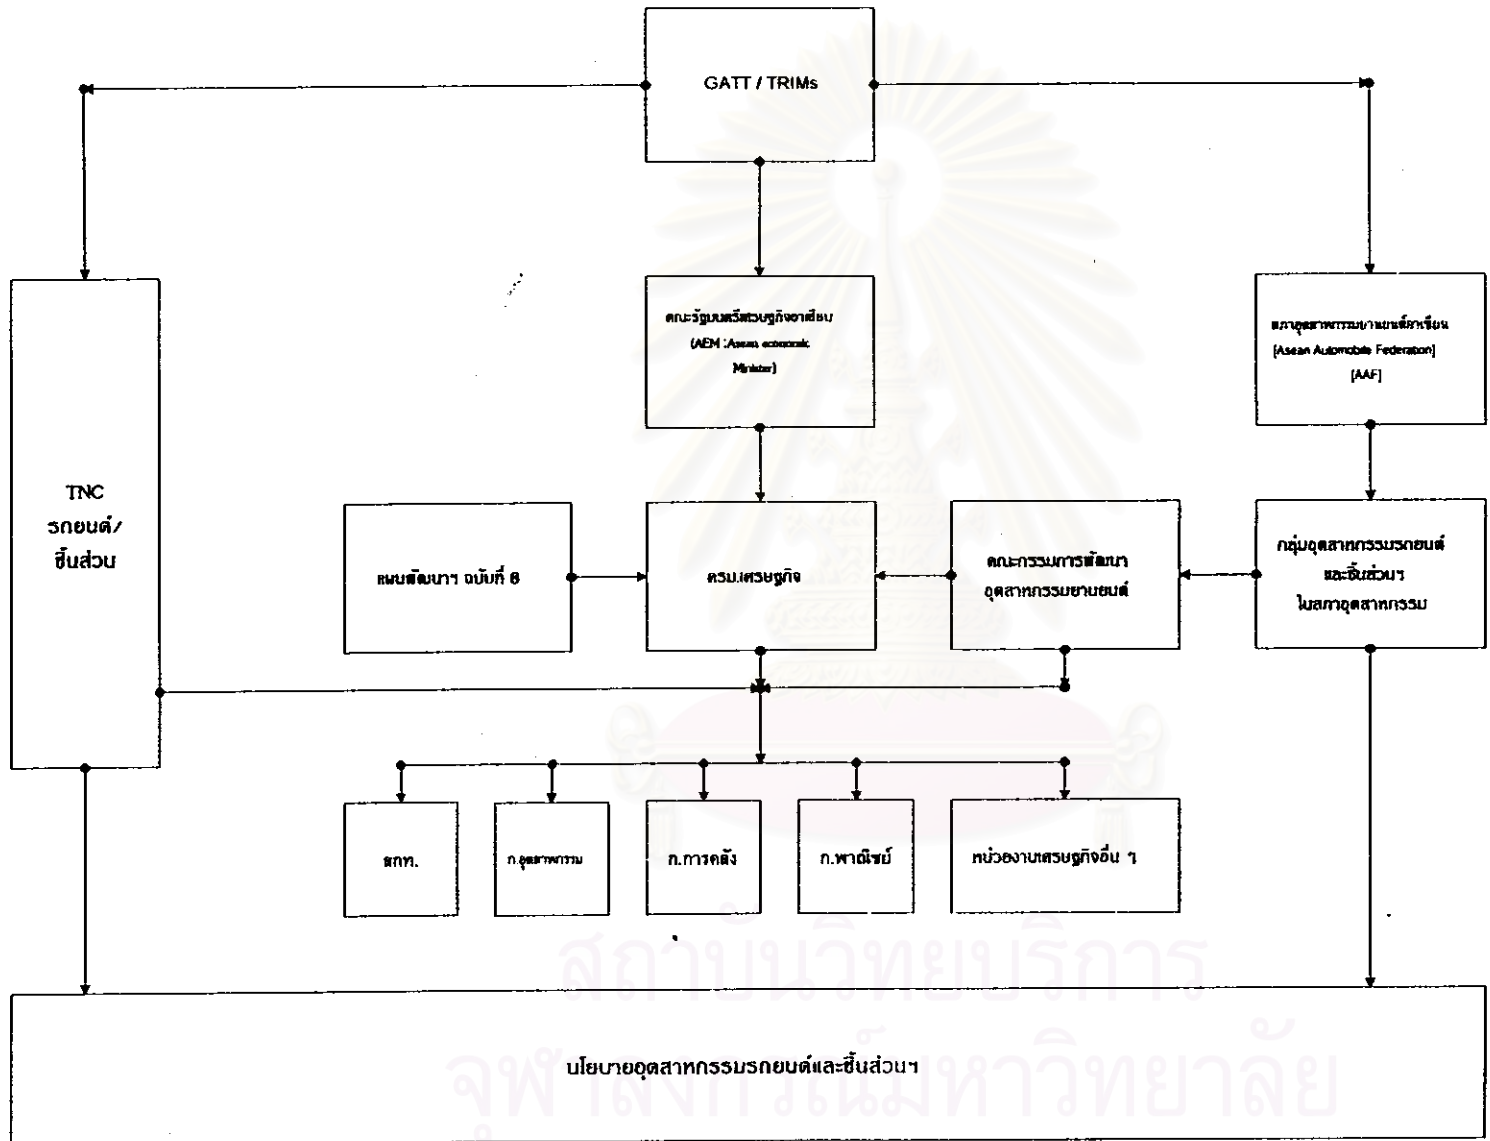 GATT / TRIMs
คณะรัฐมนตรีเศรษฐกิจอาเซียน
(AEM :Asean economic
Minister)
สภาอุตสาหกรรมยานยนต์อาเซียน
[Asean Automobile Federation]
[AAF]
TNC
รถยนต์/
ชิ้นส่วน
แผนพัฒนาฯ ฉบับที่ 8
ครม.เศรษฐกิจ
คณะกรรมการพัฒนา
อุตสาหกรรมยานยนต์
กลุ่มอุตสาหกรรมรถยนต์
และชิ้นส่วนฯ
ในสภาอุตสาหกรรม
สกท.
ก.อุตสาหกรรม
ก.การคลัง
ก.พาณิชย์
หน่วยงานเศรษฐกิจอื่น ๆ
สถาบันวิทยบริการ
นโยบายอุตสาหกรรมรถยนต์และชิ้นส่วนฯ
จุฬาลงกรณ์มหาวิทยาลัย